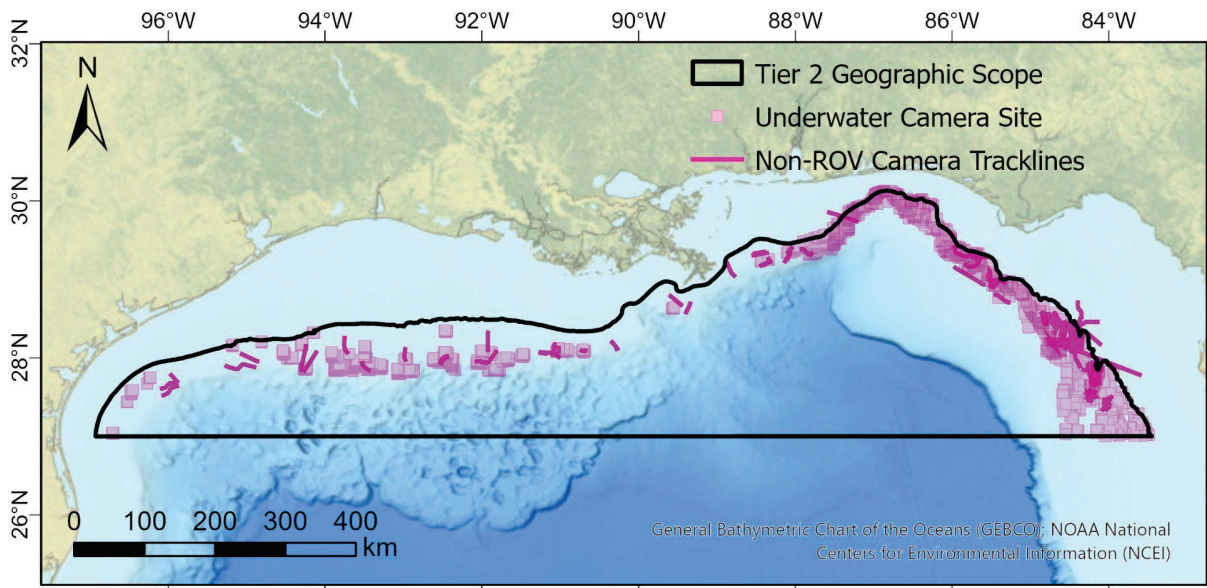 96°W 94°W 92°W 90°W 88°W 86°W 84°W
32°N
N
Tier 2 Geographic Scope
Underwater Camera Site
Non-ROV Camera Tracklines
30°N
28°N
26°N
0 100 200 300 400
km
General Bathymetric Chart of the Oceans (GEBCO); NOAA National
Centers for Environmental Information (NCEI)